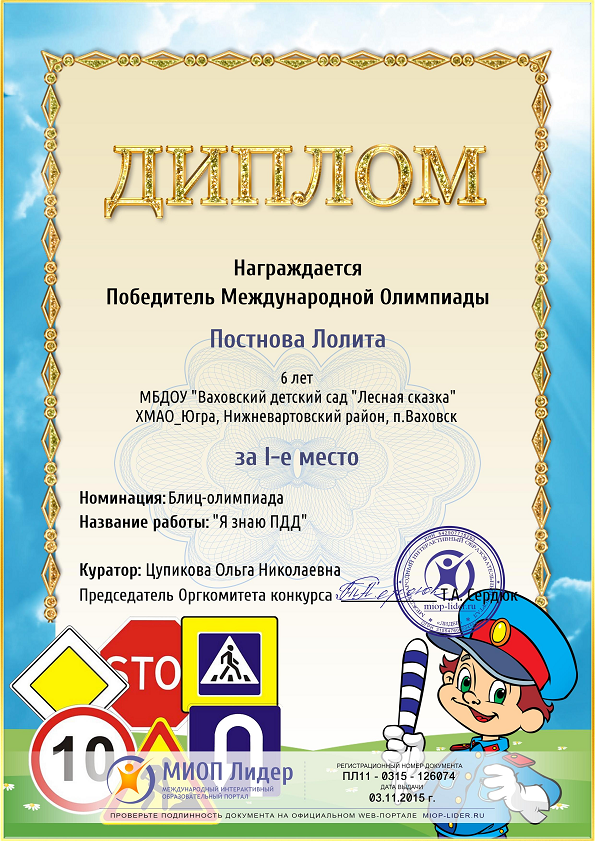 ДИПЛОМ
Награждается
Победитель Международной Олимпиады
Постнова Лолита
6 лет
МБДОУ "Ваховский детский сад "Лесная сказка"
ХМАО_Югра, Нижневартовский район, п.Ваховск
за I-е место
Номинация: Блиц-олимпиада
Название работы: "Я знаю ПДД"
Куратор: Цупикова Ольга Николаевна
Председатель Оргкомитета конкурса Т.А. Сердюк
miop-lider.ru
STO
10
МИОП Лидер
МЕЖДУНАРОДНЫЙ ИНТЕРАКТИВНЫЙ
ОБРАЗОВАТЕЛЬНЫЙ ПОРТАЛ
РЕГИСТРАЦИОННЫЙ НОМЕР ДОКУМЕНТА
ПЛ11 - 0315 - 126074
ДАТА ВЫДАЧИ
03.11.2015 г.
ПРОВЕРЬТЕ ПОДЛИННОСТЬ ДОКУМЕНТА НА ОФИЦИАЛЬНОМ WEB-ПОРТАЛЕ MIOP-LIDER.RU